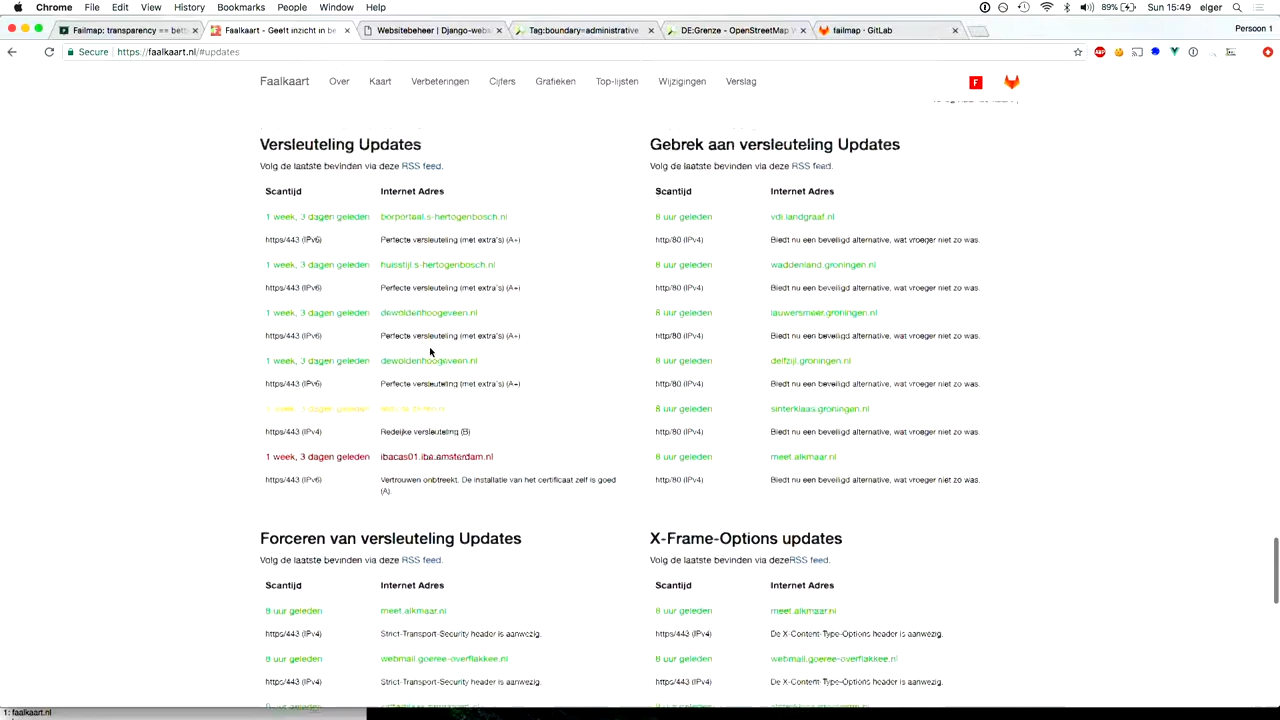 Chrome File Edit View History Bookmarks People Window Help 89% Sun 15:49 elger
Failmap: transparency == bett Faalkaart - Geeft inzicht in be Websitebeheer | Django-webs Tag:boundary=administrative DE:Grenze - OpenStreetMap W failmap · GitLab Persoon 1
Secure https://faalkaart.nl/#updates
Faalkaart Over Kaart Verbeteringen Cijfers Grafieken Top-lijsten Wijzigingen Verslag
Versleuteling Updates Gebrek aan versleuteling Updates
Volg de laatste bevinden via deze RSS feed. Volg de laatste bevinden via deze RSS feed.
Scantijd Internet Adres Scantijd Internet Adres
1 week, 3 dagen geleden borportaal.s-hertogenbosch.nl 8 uur geleden vdi.landgraaf.nl
https/443 (IPv6) Perfecte versleuteling (met extra's) (A+) http/80 (IPv4) Biedt nu een beveiligd alternative, wat vroeger niet zo was.
1 week, 3 dagen geleden huisstijl.s-hertogenbosch.nl 8 uur geleden waddenland.groningen.nl
https/443 (IPv6) Perfecte versleuteling (met extra's) (A+) http/80 (IPv4) Biedt nu een beveiligd alternative, wat vroeger niet zo was.
1 week, 3 dagen geleden dewoldenhoogeveen.nl 8 uur geleden lauwersmeer.groningen.nl
https/443 (IPv6) Perfecte versleuteling (met extra's) (A+) http/80 (IPv4) Biedt nu een beveiligd alternative, wat vroeger niet zo was.
1 week, 3 dagen geleden dewoldenhoogeveen.nl 8 uur geleden delfzijl.groningen.nl
https/443 (IPv6) Perfecte versleuteling (met extra's) (A+) http/80 (IPv4) Biedt nu een beveiligd alternative, wat vroeger niet zo was.
1 week, 3 dagen geleden 8 uur geleden sinterklaas.groningen.nl
https/443 (IPv4) Redelijke versleuteling (B) http/80 (IPv4) Biedt nu een beveiligd alternative, wat vroeger niet zo was.
1 week, 3 dagen geleden ibacas01.iba.amsterdam.nl 8 uur geleden meet.alkmaar.nl
https/443 (IPv6) Vertrouwen ontbreekt. De installatie van het certificaat zelf is goed http/80 (IPv4) Biedt nu een beveiligd alternative, wat vroeger niet zo was.
(A).
Forceren van versleuteling Updates X-Frame-Options updates
Volg de laatste bevinden via deze RSS feed. Volg de laatste bevinden via dezeRSS feed.
Scantijd Internet Adres Scantijd Internet Adres
8 uur geleden meet.alkmaar.nl 8 uur geleden meet.alkmaar.nl
https/443 (IPv4) Strict-Transport-Security header is aanwezig. https/443 (IPv4) De X-Content-Type-Options header is aanwezig.
8 uur geleden webmail.goeree-overflakkee.nl 8 uur geleden webmail.goeree-overflakkee.nl
https/443 (IPv4) Strict-Transport-Security header is aanwezig. https/443 (IPv4) De X-Content-Type-Options header is aanwezig.
1: faalkaart.nl